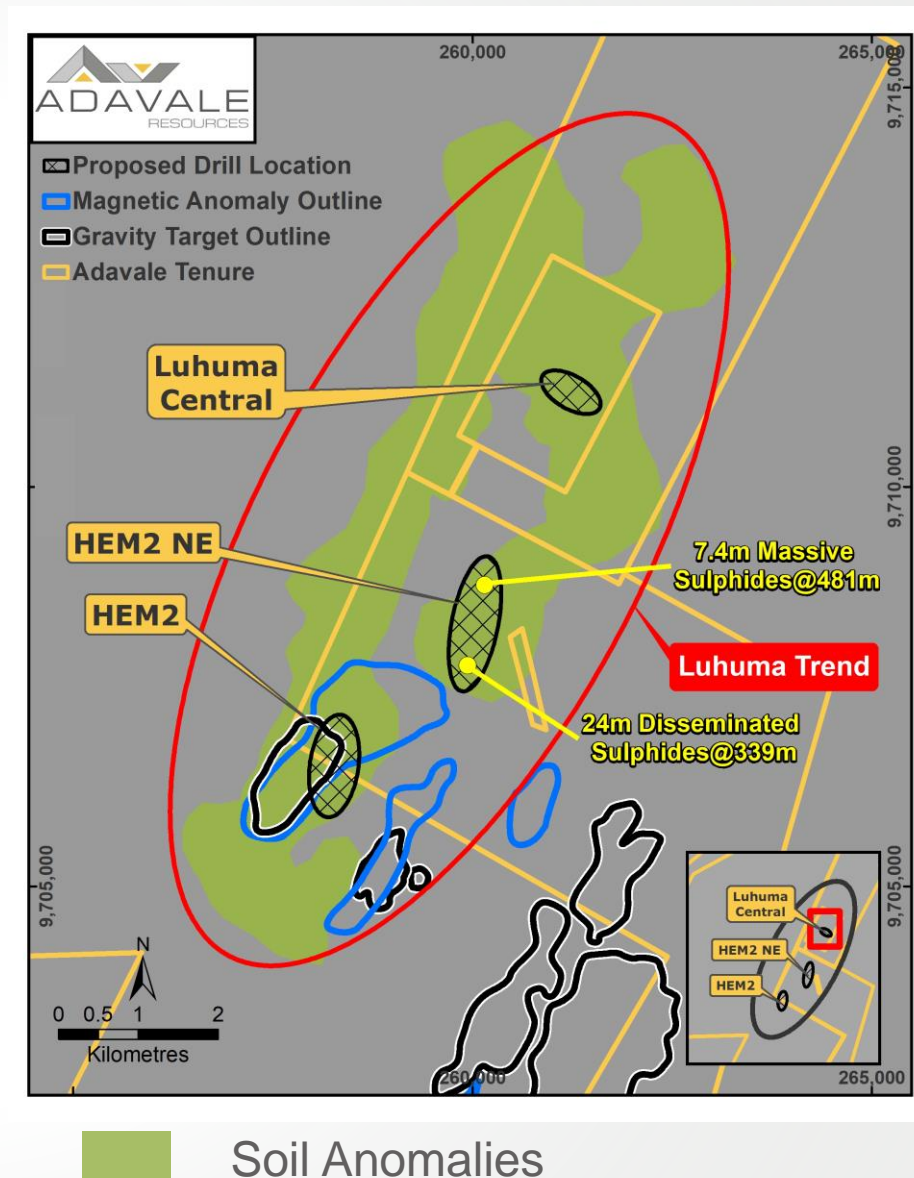 260,000
265,000
9,715,000
ADAVALE
RESOURCES
Proposed Drill Location
Magnetic Anomaly Outline
Gravity Target Outline
Adavale Tenure
Luhuma
Central
9,710,000
HEM2 NE
7.4m Massive
Sulphides@481m
HEM2
Luhuma Trend
24m Disseminated
Sulphides@339m
9,705,000
9,705,000
Luhuma
Central
HEM2 NE
HEM2
N
0 0.5 1 2
Kilometres
260,000
265,000
Soil Anomalies